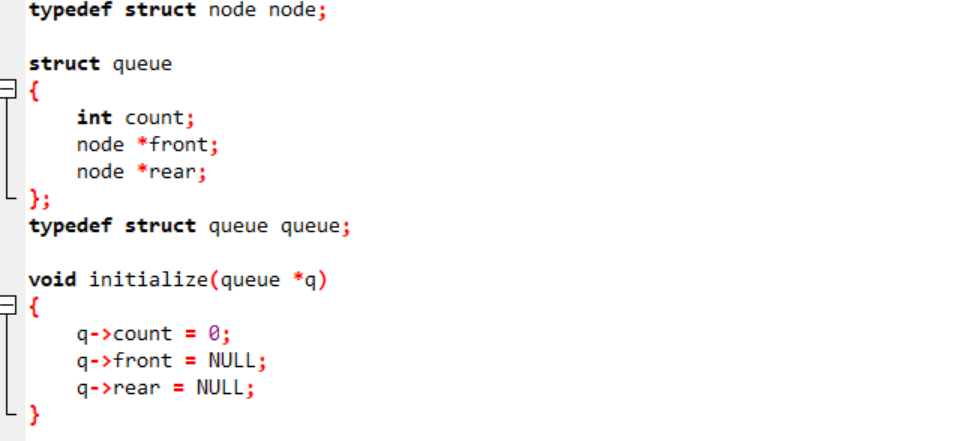 typedef struct node node;
struct queue
{
int count;
node *front;
node *rear;
};
typedef struct queue queue;
void initialize(queue *q)
{
q->count = 0;
q->front = NULL;
q->rear = NULL;
}